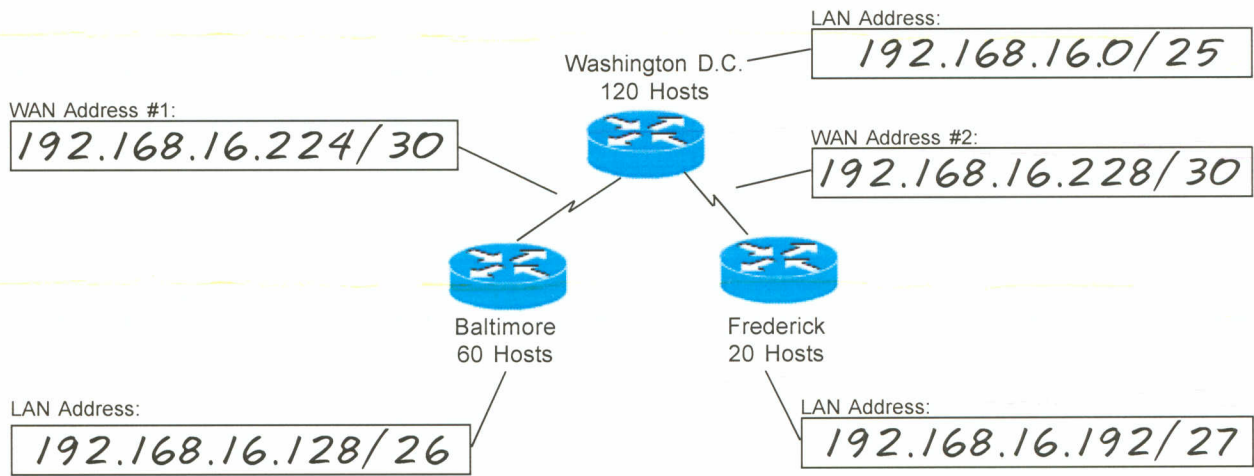 LAN Address:
192.168.16.0/25
Washington D.C.
120 Hosts
WAN Address #1:
192.168.16.224/30
WAN Address #2:
192.168.16.228/30
Baltimore
60 Hosts
Frederick
20 Hosts
LAN Address:
192.168.16.128/26
LAN Address:
192.168.16.192/27